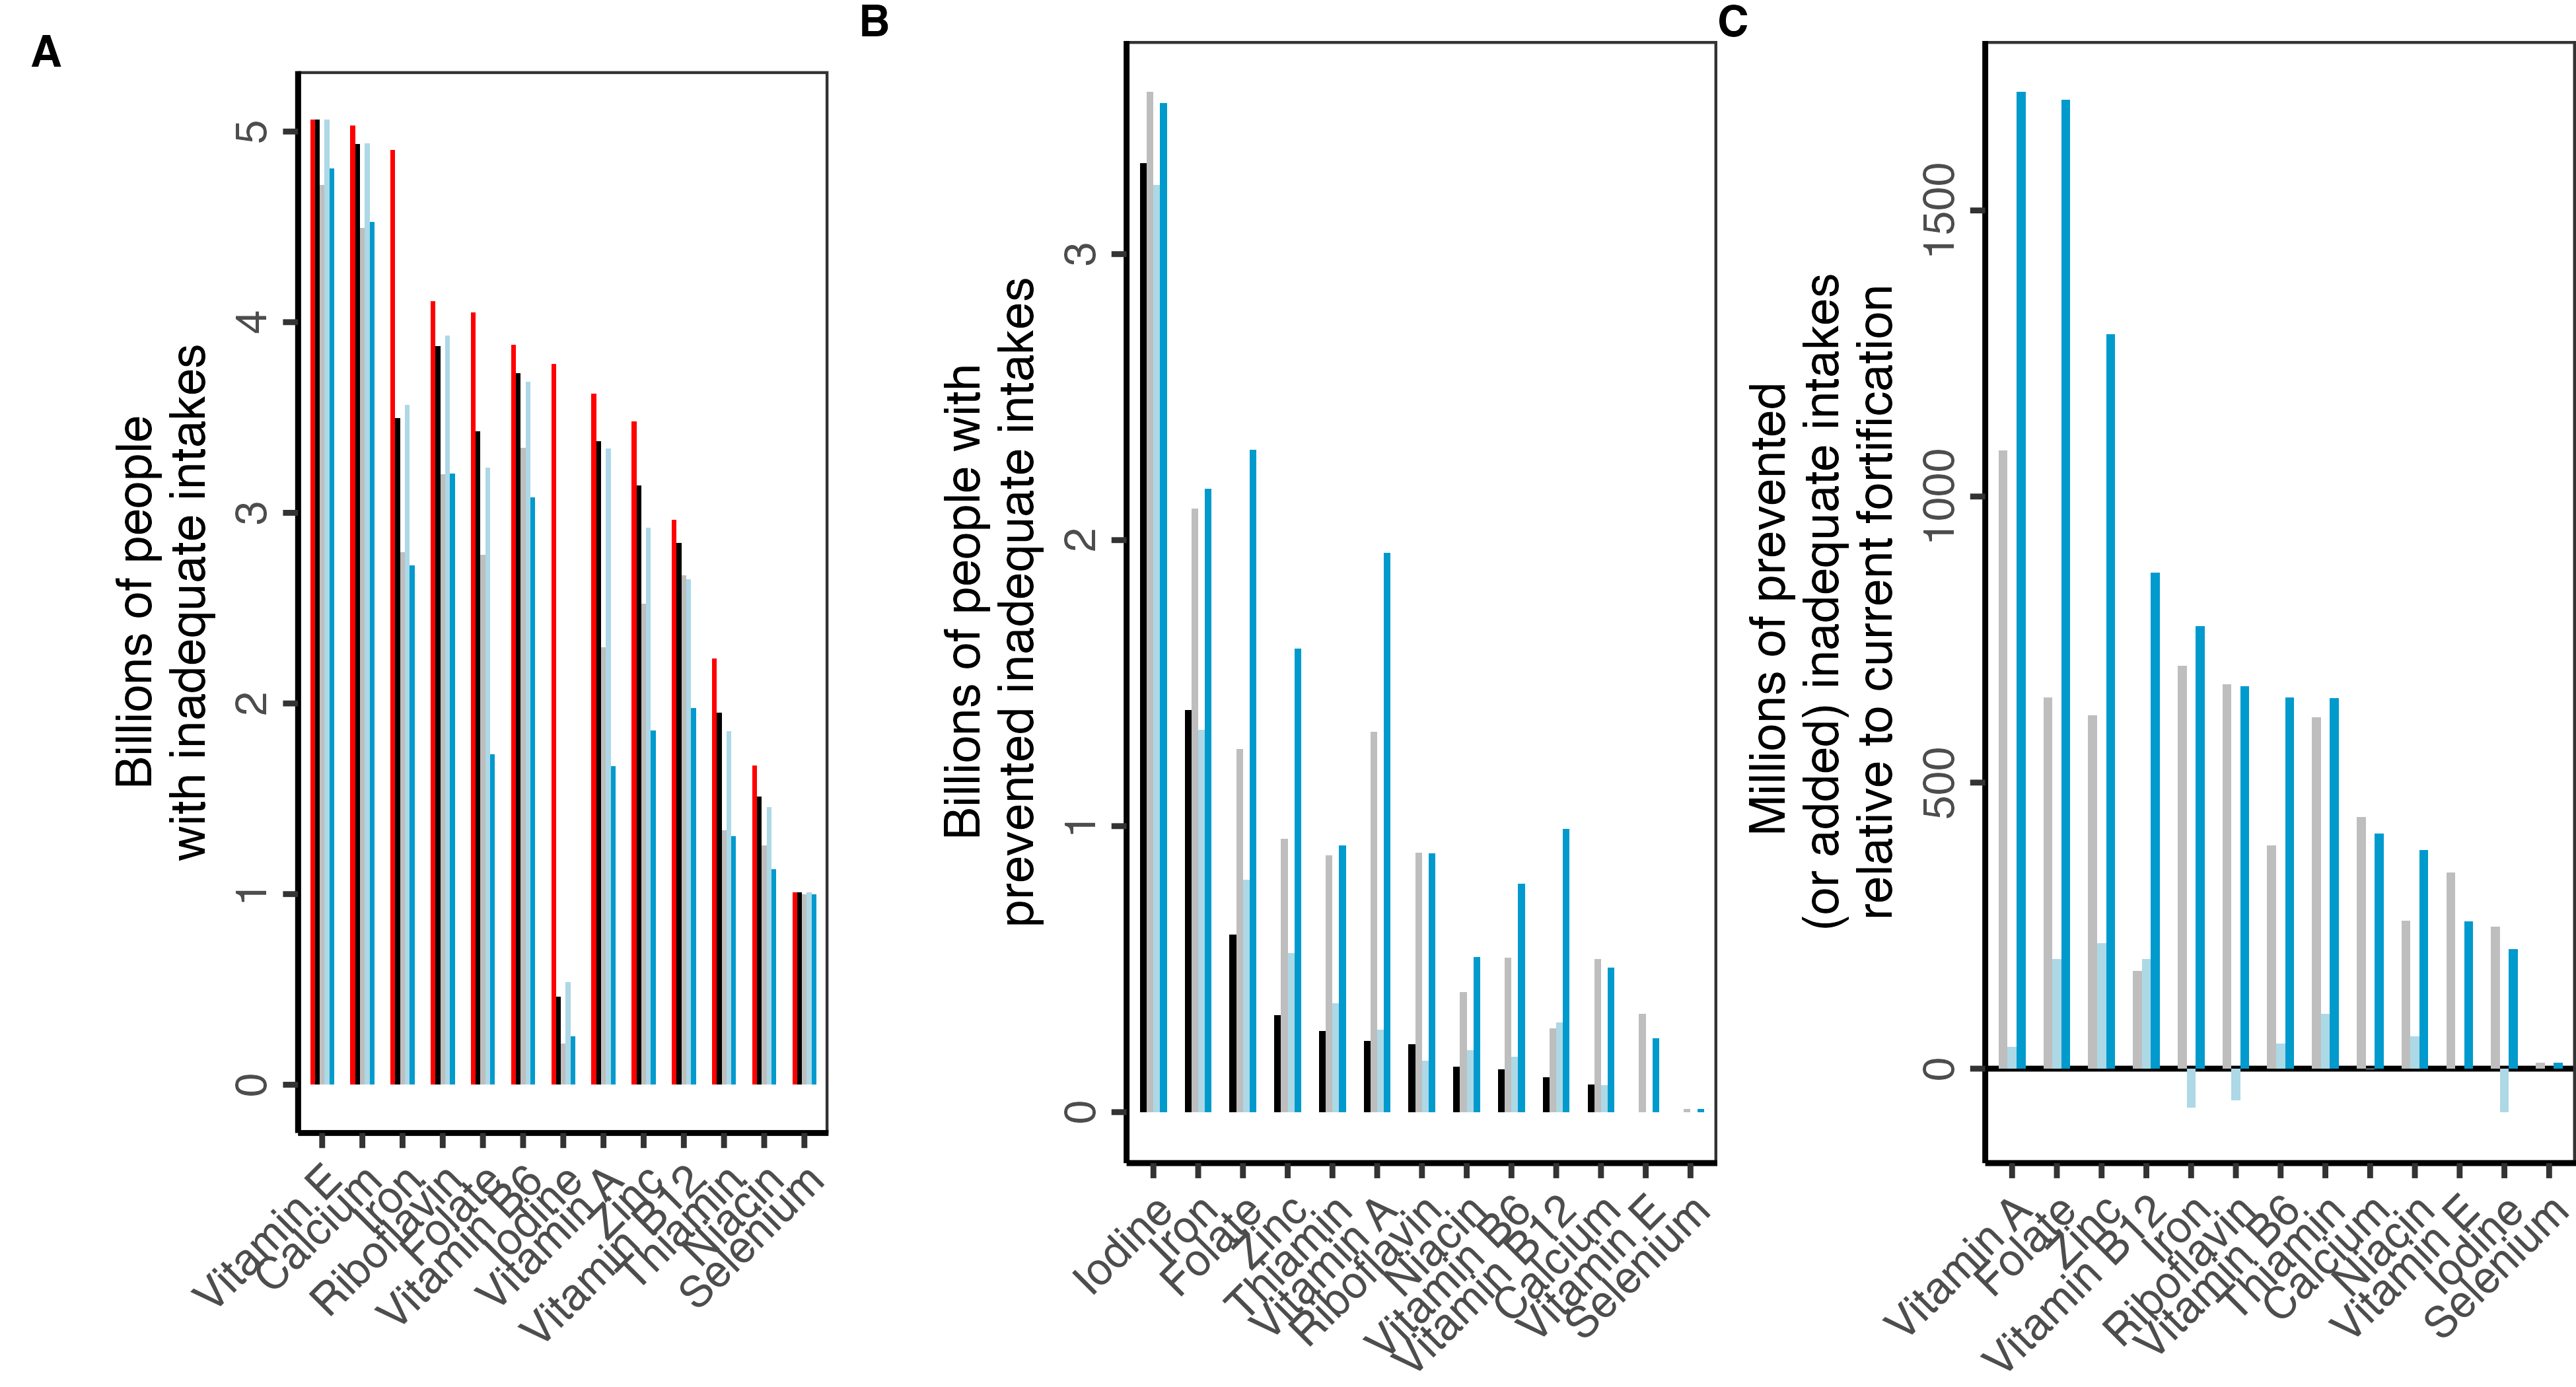 A
Billions of people
with inadequate intakes
5
4
3
2
1
0
Vitamin E
Calcium
Iron
Riboflavin
Folate
Vitamin B6
Iodine
Vitamin A
Zinc
Vitamin B12
Thiamin
Niacin
Selenium
B
Billions of people with
prevented inadequate intakes
3
2
1
0
Iodine
Iron
Folate
Zinc
Thiamin
Vitamin A
Riboflavin
Niacin
Vitamin B6
Vitamin B12
Calcium
Vitamin E
Selenium
C
Millions of prevented
(or added) inadequate intakes
relative to current fortification
1500
1000
500
0
Vitamin A
Folate
Zinc
Vitamin B12
Iron
Riboflavin
Vitamin B6
Thiamin
Calcium
Niacin
Vitamin E
Iodine
Selenium